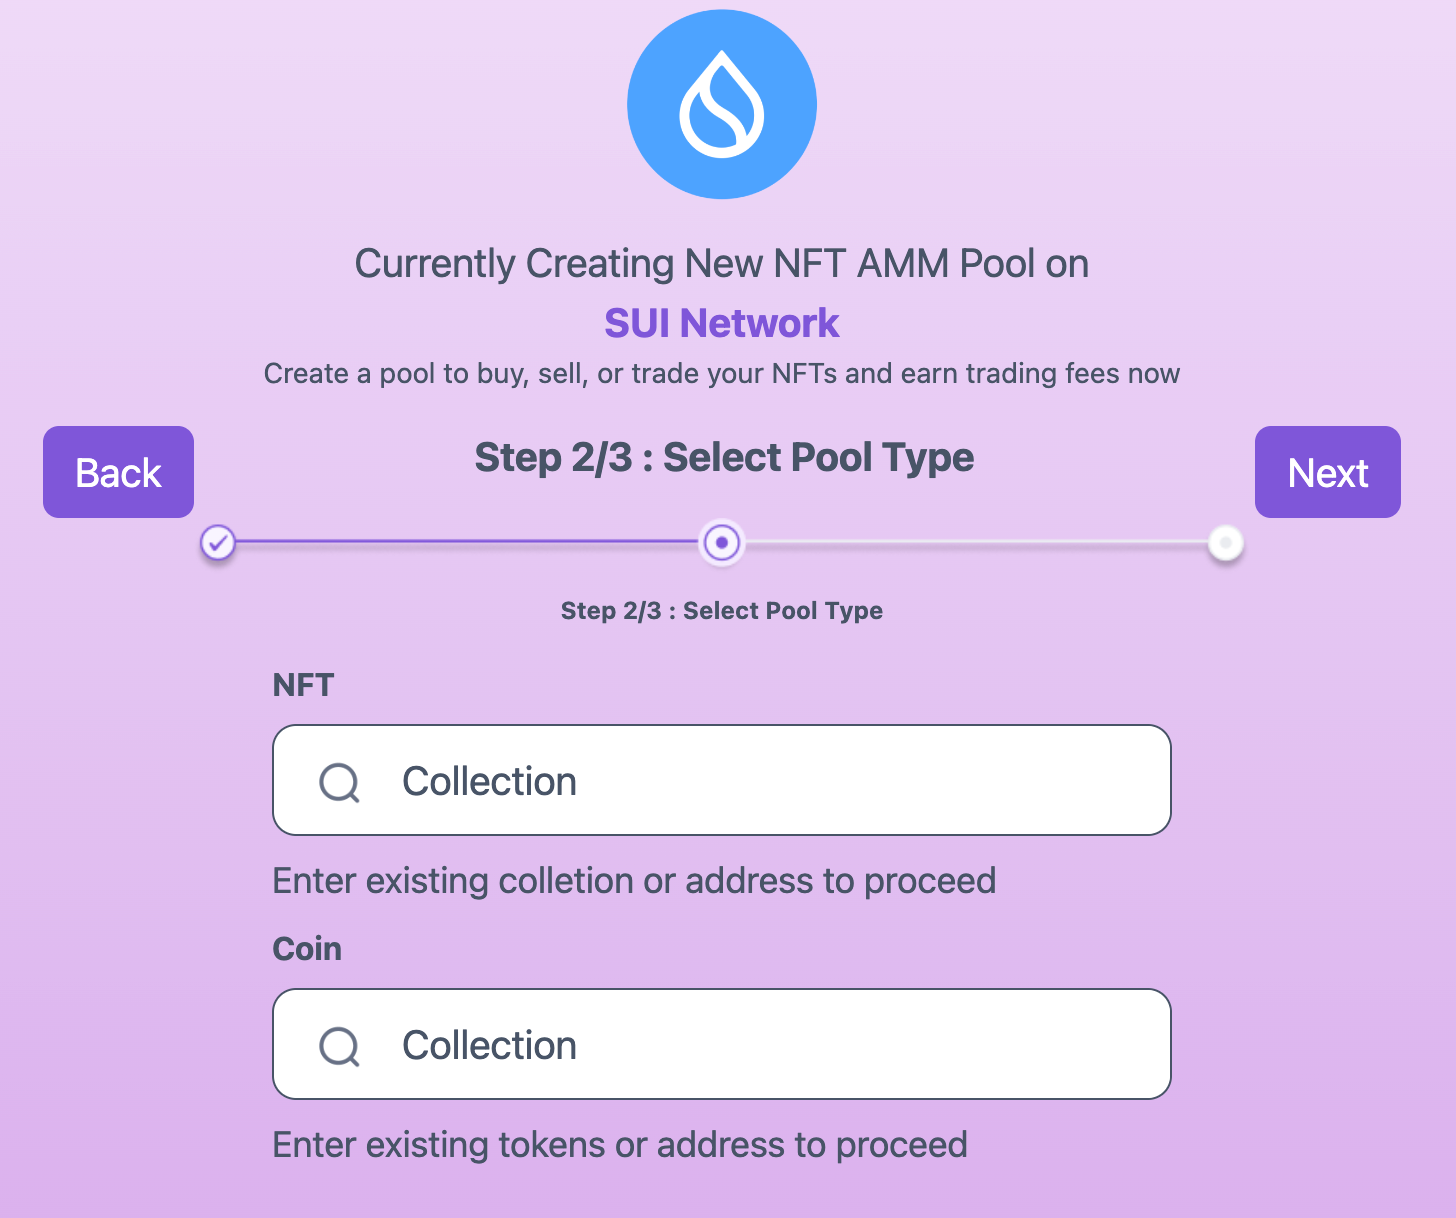 Currently Creating New NFT AMM Pool on
SUI Network
Create a pool to buy, sell, or trade your NFTs and earn trading fees now
Back
Step 2/3 : Select Pool Type
Next
Step 2/3 : Select Pool Type
NFT
Collection
Enter existing colletion or address to proceed
Coin
Collection
Enter existing tokens or address to proceed